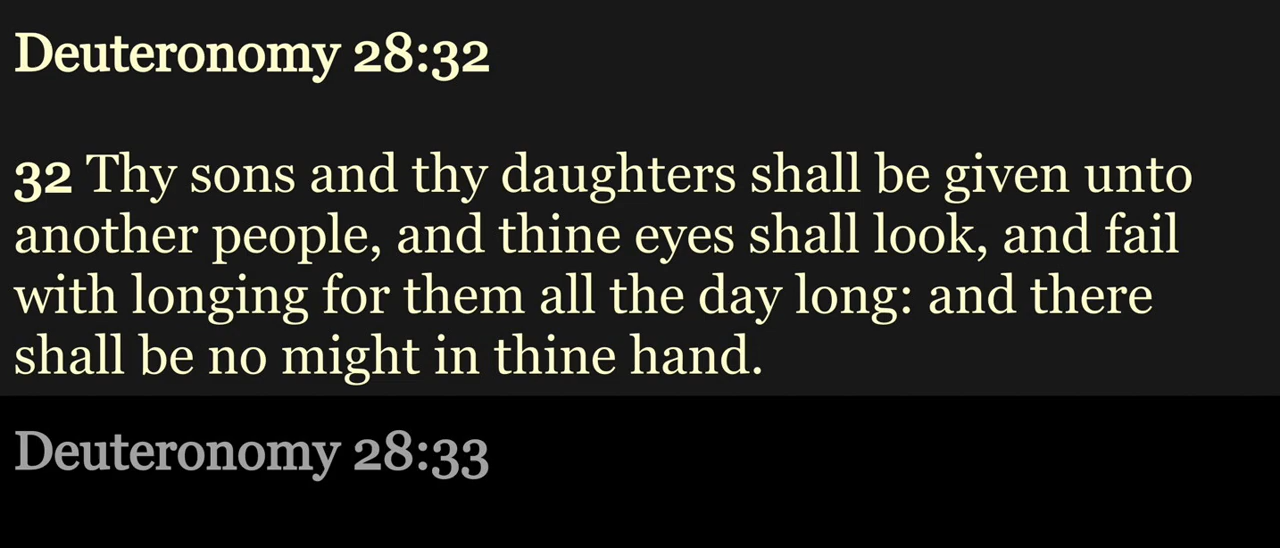 Deuteronomy 28:32
32 Thy sons and thy daughters shall be given unto
another people, and thine eyes shall look, and fail
with longing for them all the day long: and there
shall be no might in thine hand.
Deuteronomy 28:33